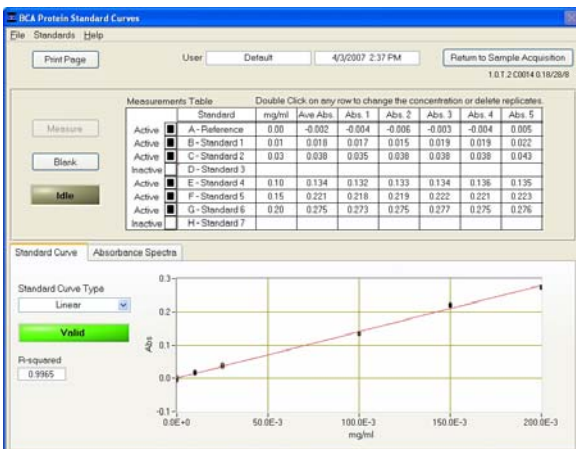 BCA Protein Standard Curves
File Standards Help
Print Page User Default 4/3/2007 2:37 PM Return to Sample Acquisition
1.0.T.2 C0014 0.18/28/8
Measurements Table Double Click on any row to change the concentration or delete replicates.
Standard mg/ml Ave Abs. Abs. 1 Abs. 2 Abs. 3 Abs. 4 Abs. 5
Measure
Active A - Reference 0.00 -0.002 -0.004 -0.006 -0.003 -0.004 0.005
Active B - Standard 1 0.01 0.018 0.017 0.015 0.019 0.019 0.022
Blank
Active C - Standard 2 0.03 0.038 0.035 0.038 0.038 0.038 0.043
Inactive D - Standard 3
Idle
Active E - Standard 4 0.10 0.134 0.132 0.133 0.134 0.136 0.135
Active F - Standard 5 0.15 0.221 0.218 0.219 0.222 0.221 0.223
Active G - Standard 6 0.20 0.275 0.273 0.275 0.277 0.275 0.276
Inactive H - Standard 7
Standard Curve Absorbance Spectra
Standard Curve Type
Linear
Valid
R-squared
0.9965
Abs
0.3
0.2
0.1
0.0
-0.1
0.0E+0 50.0E-3 100.0E-3 150.0E-3 200.0E-3
mg/ml